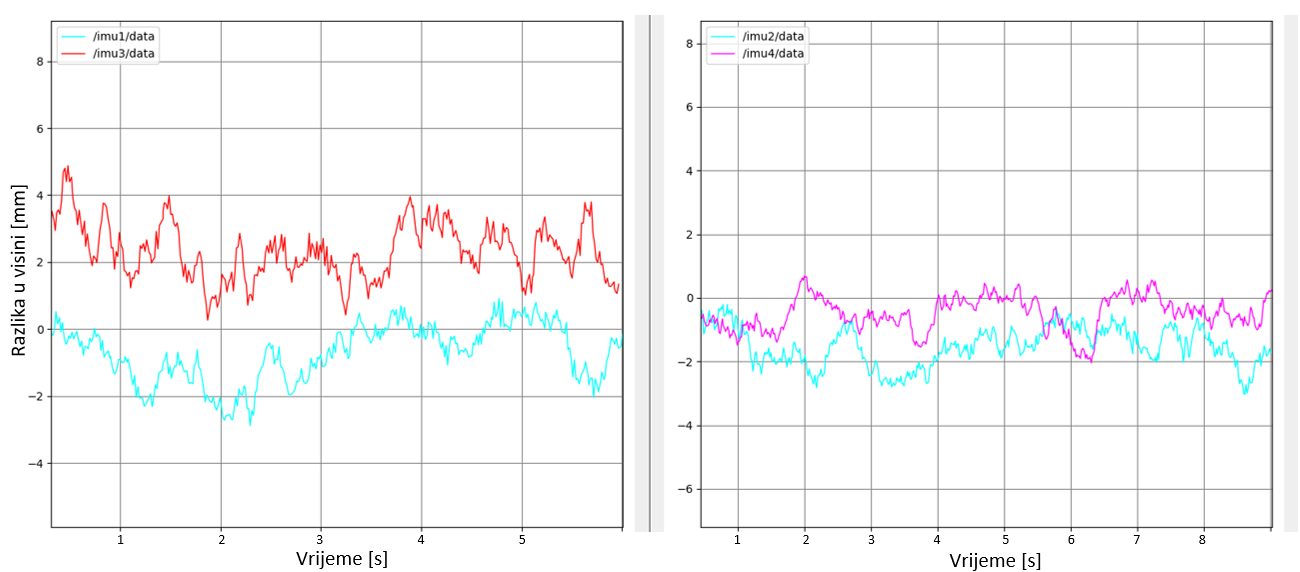 /imu1/data
/imu3/data
8
6
4
2
0
−2
−4
1 2 3 4 5
Razlika u visini [mm]
Vrijeme [s]
/imu2/data
/imu4/data
8
6
4
2
0
−2
−4
−6
1 2 3 4 5 6 7 8
Vrijeme [s]